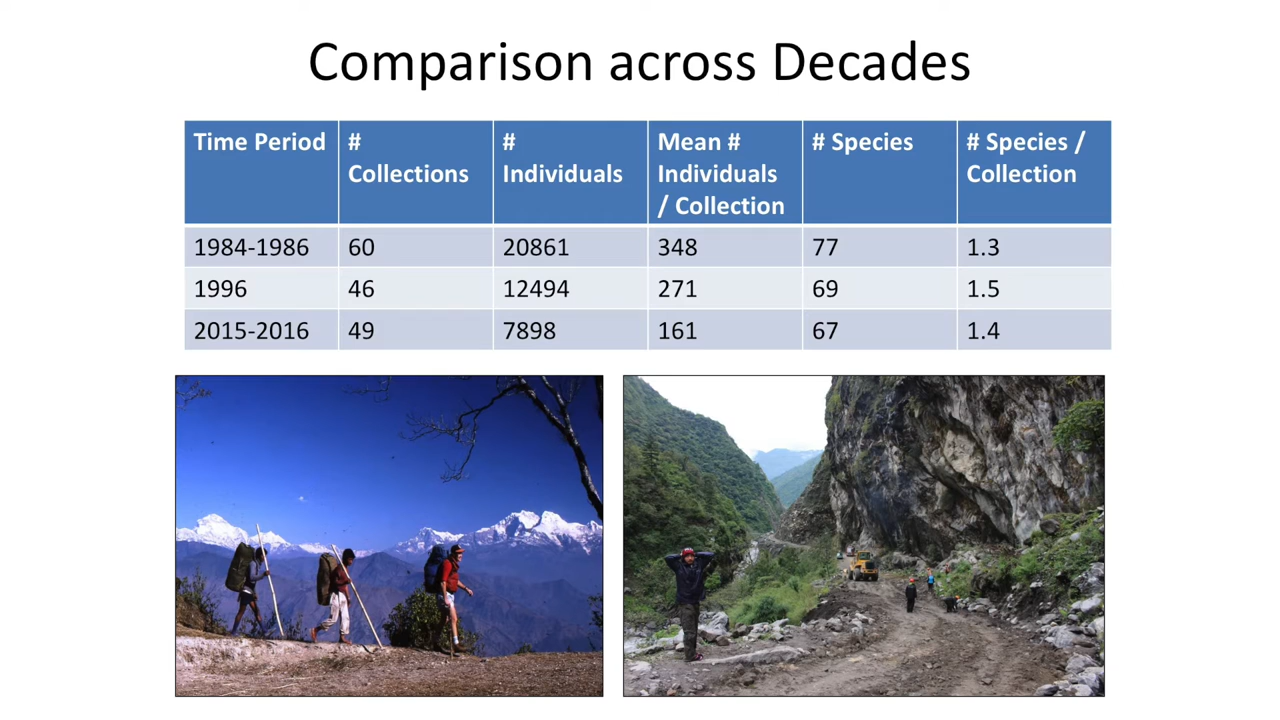 Comparison across Decades
Time Period # Collections # Individuals Mean # Individuals / Collection # Species # Species / Collection
1984-1986 60 20861 348 77 1.3
1996 46 12494 271 69 1.5
2015-2016 49 7898 161 67 1.4